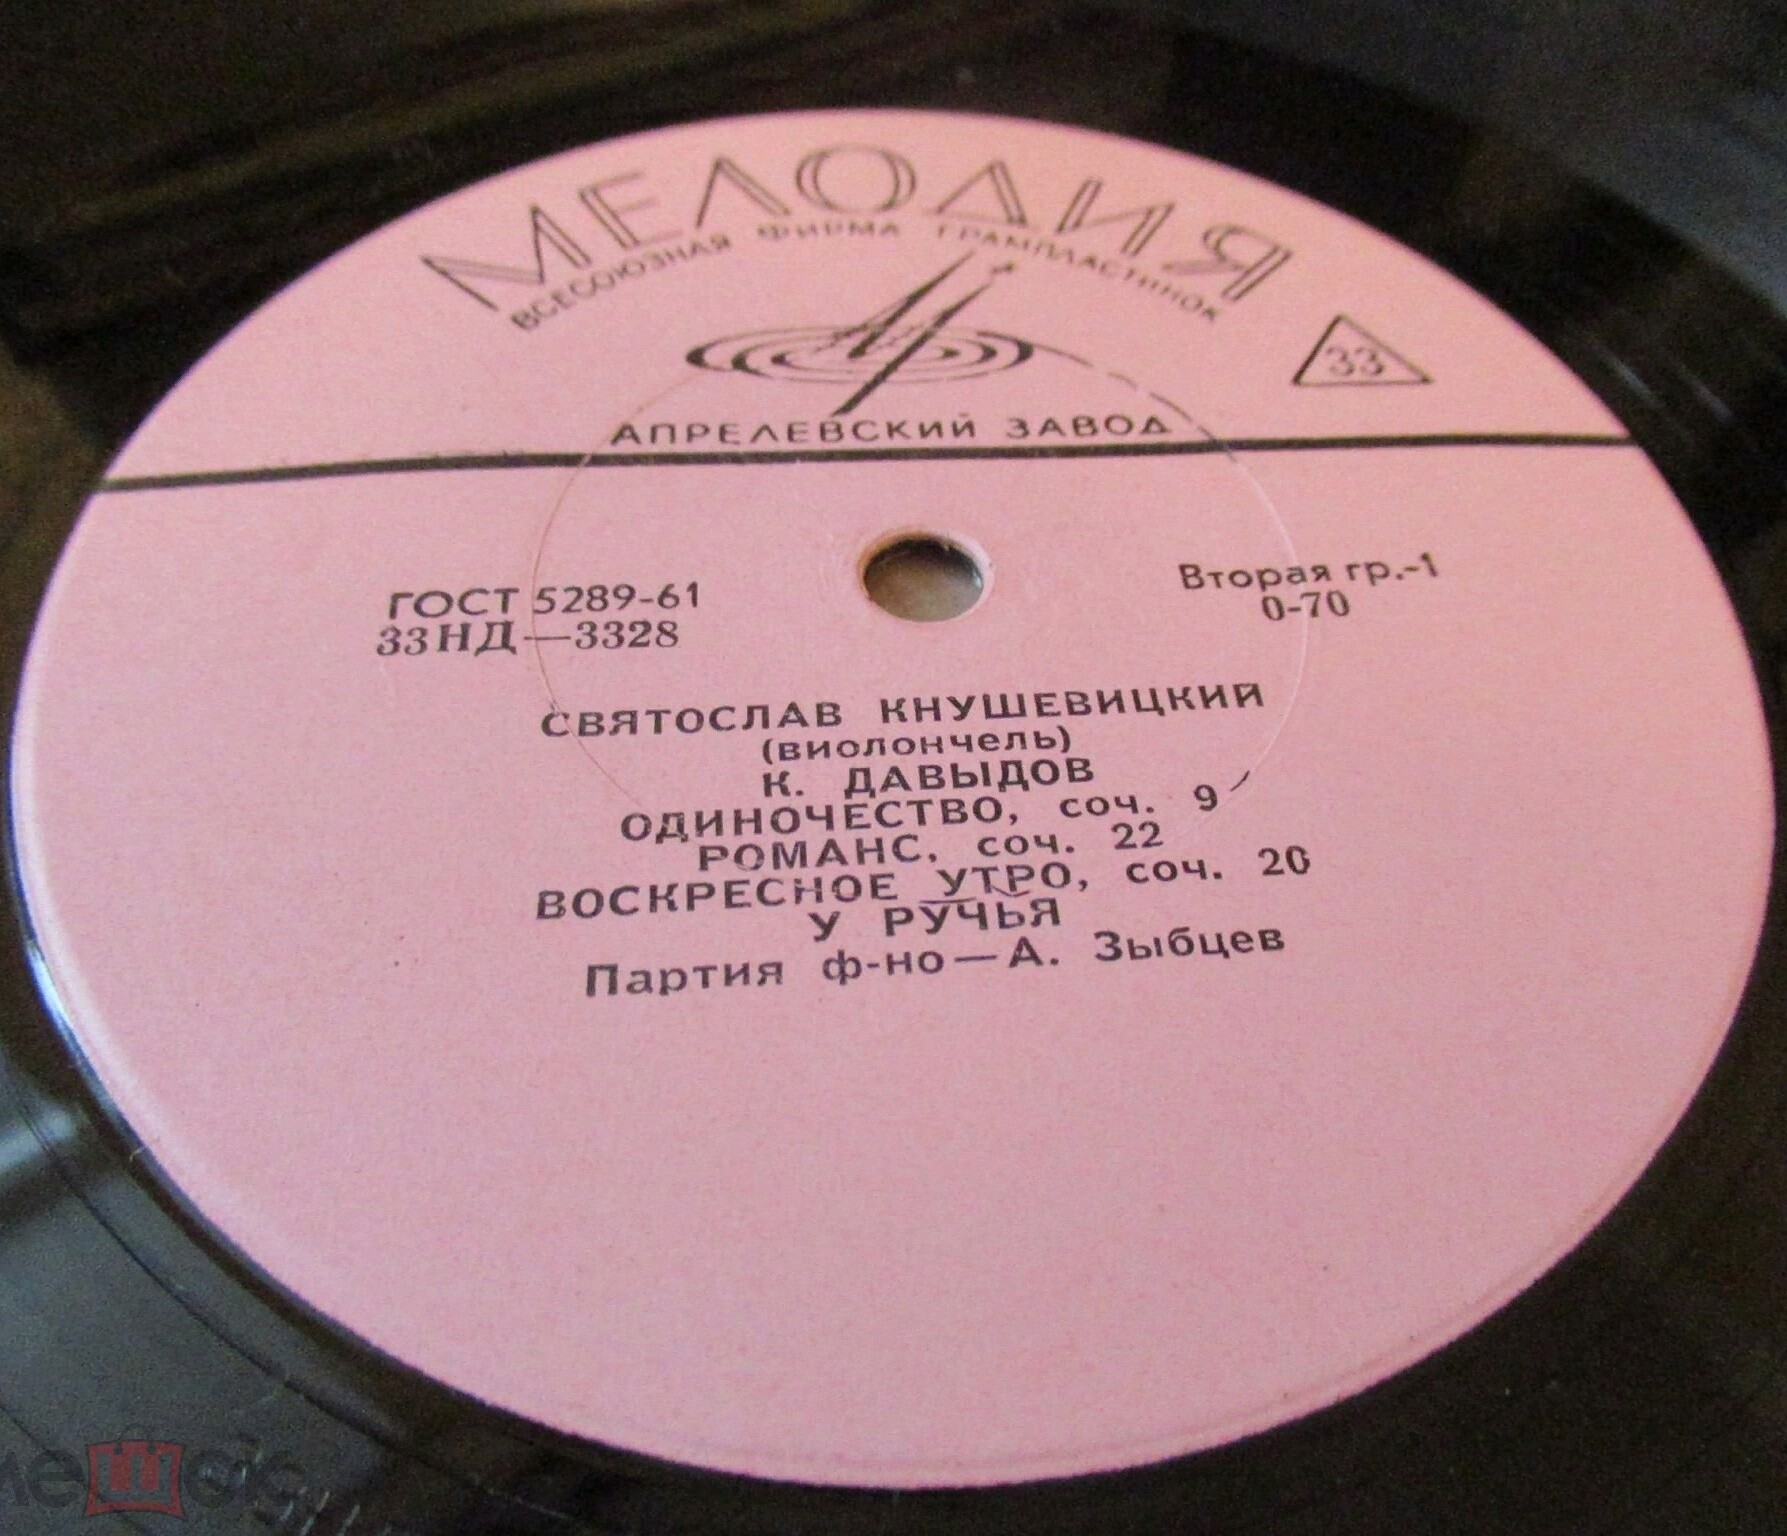 МЕЛОДИЯ
ВСЕСОЮЗНАЯ ФИРМА ГРАМПЛАСТИНОК
33
АПРЕЛЕВСКИЙ ЗАВОД
ГОСТ 5289-61
33НД—3328
Вторая гр.-1
0-70
СВЯТОСЛАВ КНУШЕВИЦКИЙ
(виолончель)
К. ДАВЫДОВ
ОДИНОЧЕСТВО, соч. 9
РОМАНС, соч. 22
ВОСКРЕСНОЕ УТРО, соч. 20
У РУЧЬЯ
Партия ф-но—А. Зыбцев